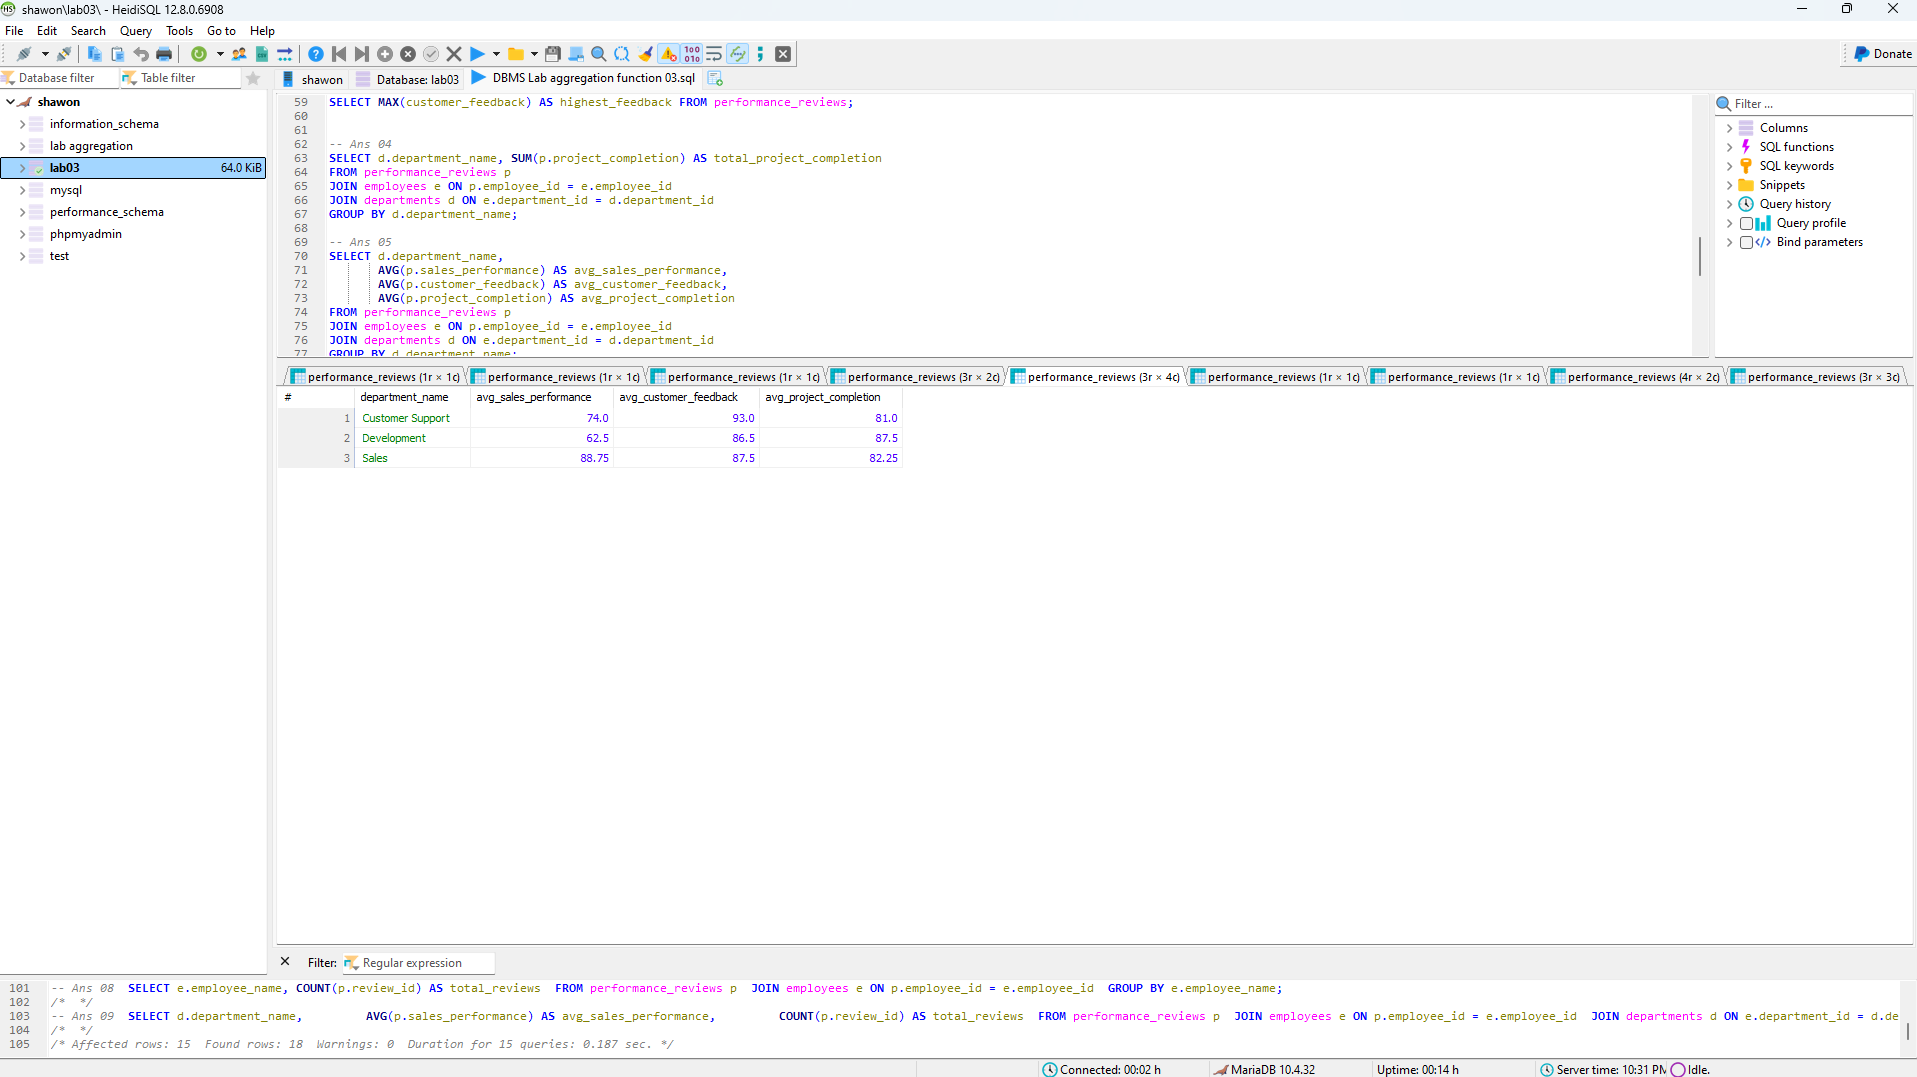 shawon\lab03\ - HeidiSQL 12.8.0.6908
File Edit Search Query Tools Go to Help
Donate
Database filter Table filter shawon Database: lab03 DBMS Lab aggregation function 03.sql
shawon
information_schema
lab aggregation
lab03 64.0 KiB
mysql
performance_schema
phpmyadmin
test
59 SELECT MAX(customer_feedback) AS highest_feedback FROM performance_reviews;
60
61
62 -- Ans 04
63 SELECT d.department_name, SUM(p.project_completion) AS total_project_completion
64 FROM performance_reviews p
65 JOIN employees e ON p.employee_id = e.employee_id
66 JOIN departments d ON e.department_id = d.department_id
67 GROUP BY d.department_name;
68
69 -- Ans 05
70 SELECT d.department_name,
71 AVG(p.sales_performance) AS avg_sales_performance,
72 AVG(p.customer_feedback) AS avg_customer_feedback,
73 AVG(p.project_completion) AS avg_project_completion
74 FROM performance_reviews p
75 JOIN employees e ON p.employee_id = e.employee_id
76 JOIN departments d ON e.department_id = d.department_id
77 GROUP BY d.department_name;
Filter ...
Columns
SQL functions
SQL keywords
Snippets
Query history
Query profile
Bind parameters
performance_reviews (1r × 1c) performance_reviews (1r × 1c) performance_reviews (1r × 1c) performance_reviews (3r × 2c) performance_reviews (3r × 4c) performance_reviews (1r × 1c) performance_reviews (1r × 1c) performance_reviews (4r × 2c) performance_reviews (3r × 3c)
# department_name avg_sales_performance avg_customer_feedback avg_project_completion
1 Customer Support 74.0 93.0 81.0
2 Development 62.5 86.5 87.5
3 Sales 88.75 87.5 82.25
Filter: Regular expression
101 -- Ans 08 SELECT e.employee_name, COUNT(p.review_id) AS total_reviews FROM performance_reviews p JOIN employees e ON p.employee_id = e.employee_id GROUP BY e.employee_name;
102 /* */
103 -- Ans 09 SELECT d.department_name, AVG(p.sales_performance) AS avg_sales_performance, COUNT(p.review_id) AS total_reviews FROM performance_reviews p JOIN employees e ON p.employee_id = e.employee_id JOIN departments d ON e.department_id = d.de
104 /* */
105 /* Affected rows: 15 Found rows: 18 Warnings: 0 Duration for 15 queries: 0.187 sec. */
Connected: 00:02 h MariaDB 10.4.32 Uptime: 00:14 h Server time: 10:31 PM Idle.